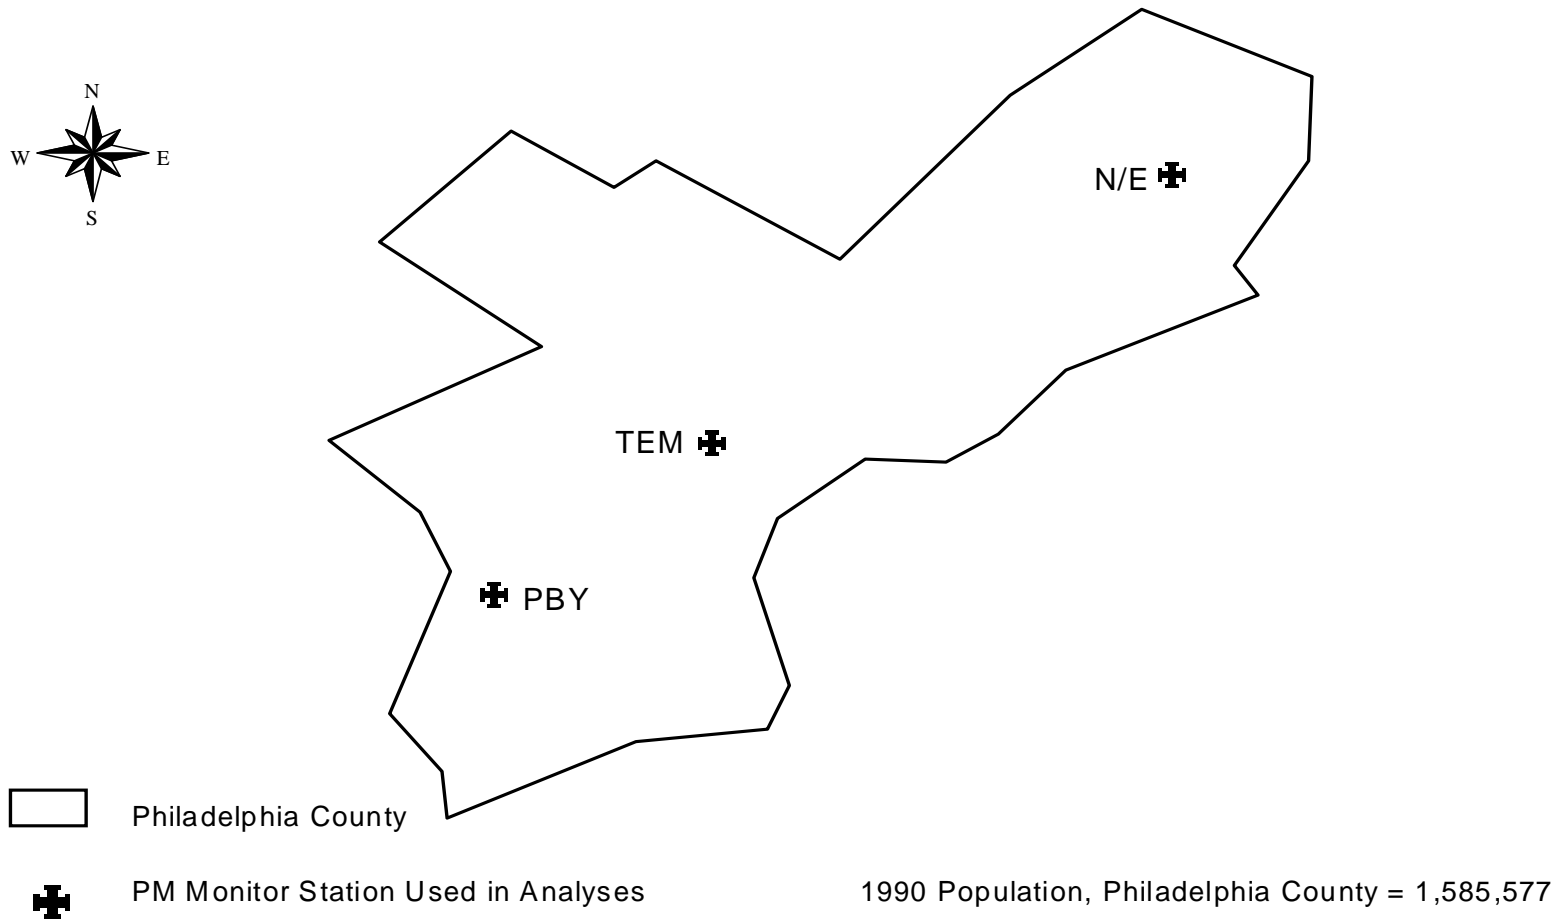 N
W E
S
N/E
TEM
PBY
Philadelphia County
PM Monitor Station Used in Analyses
1990 Population, Philadelphia County = 1,585,577